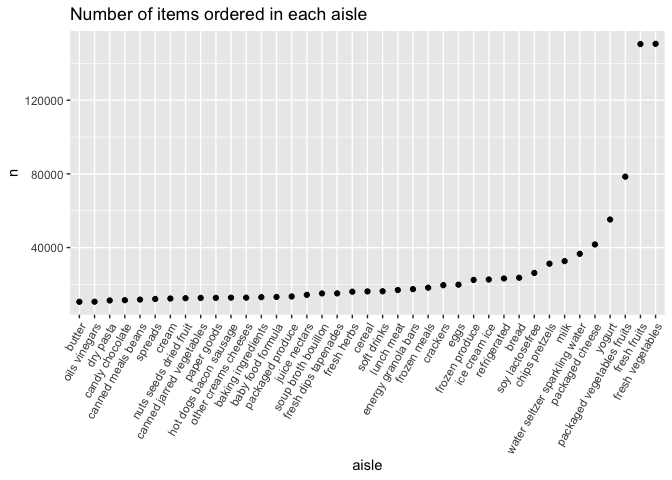 Number of items ordered in each aisle
n
120000
80000
40000
butter
oils vinegars
dry pasta
candy chocolate
canned meals beans
spreads
cream
nuts seeds dried fruit
canned jarred vegetables
paper goods
hot dogs bacon sausage
other creams cheeses
baking ingredients
baby food formula
packaged produce
juice nectars
soup broth bouillon
fresh dips tapenades
fresh herbs
cereal
soft drinks
lunch meat
energy granola bars
frozen meals
crackers
eggs
frozen produce
ice cream ice
refrigerated
bread
soy lactosefree
chips pretzels
milk
water seltzer sparkling water
packaged cheese
yogurt
packaged vegetables fruits
fresh fruits
fresh vegetables
aisle